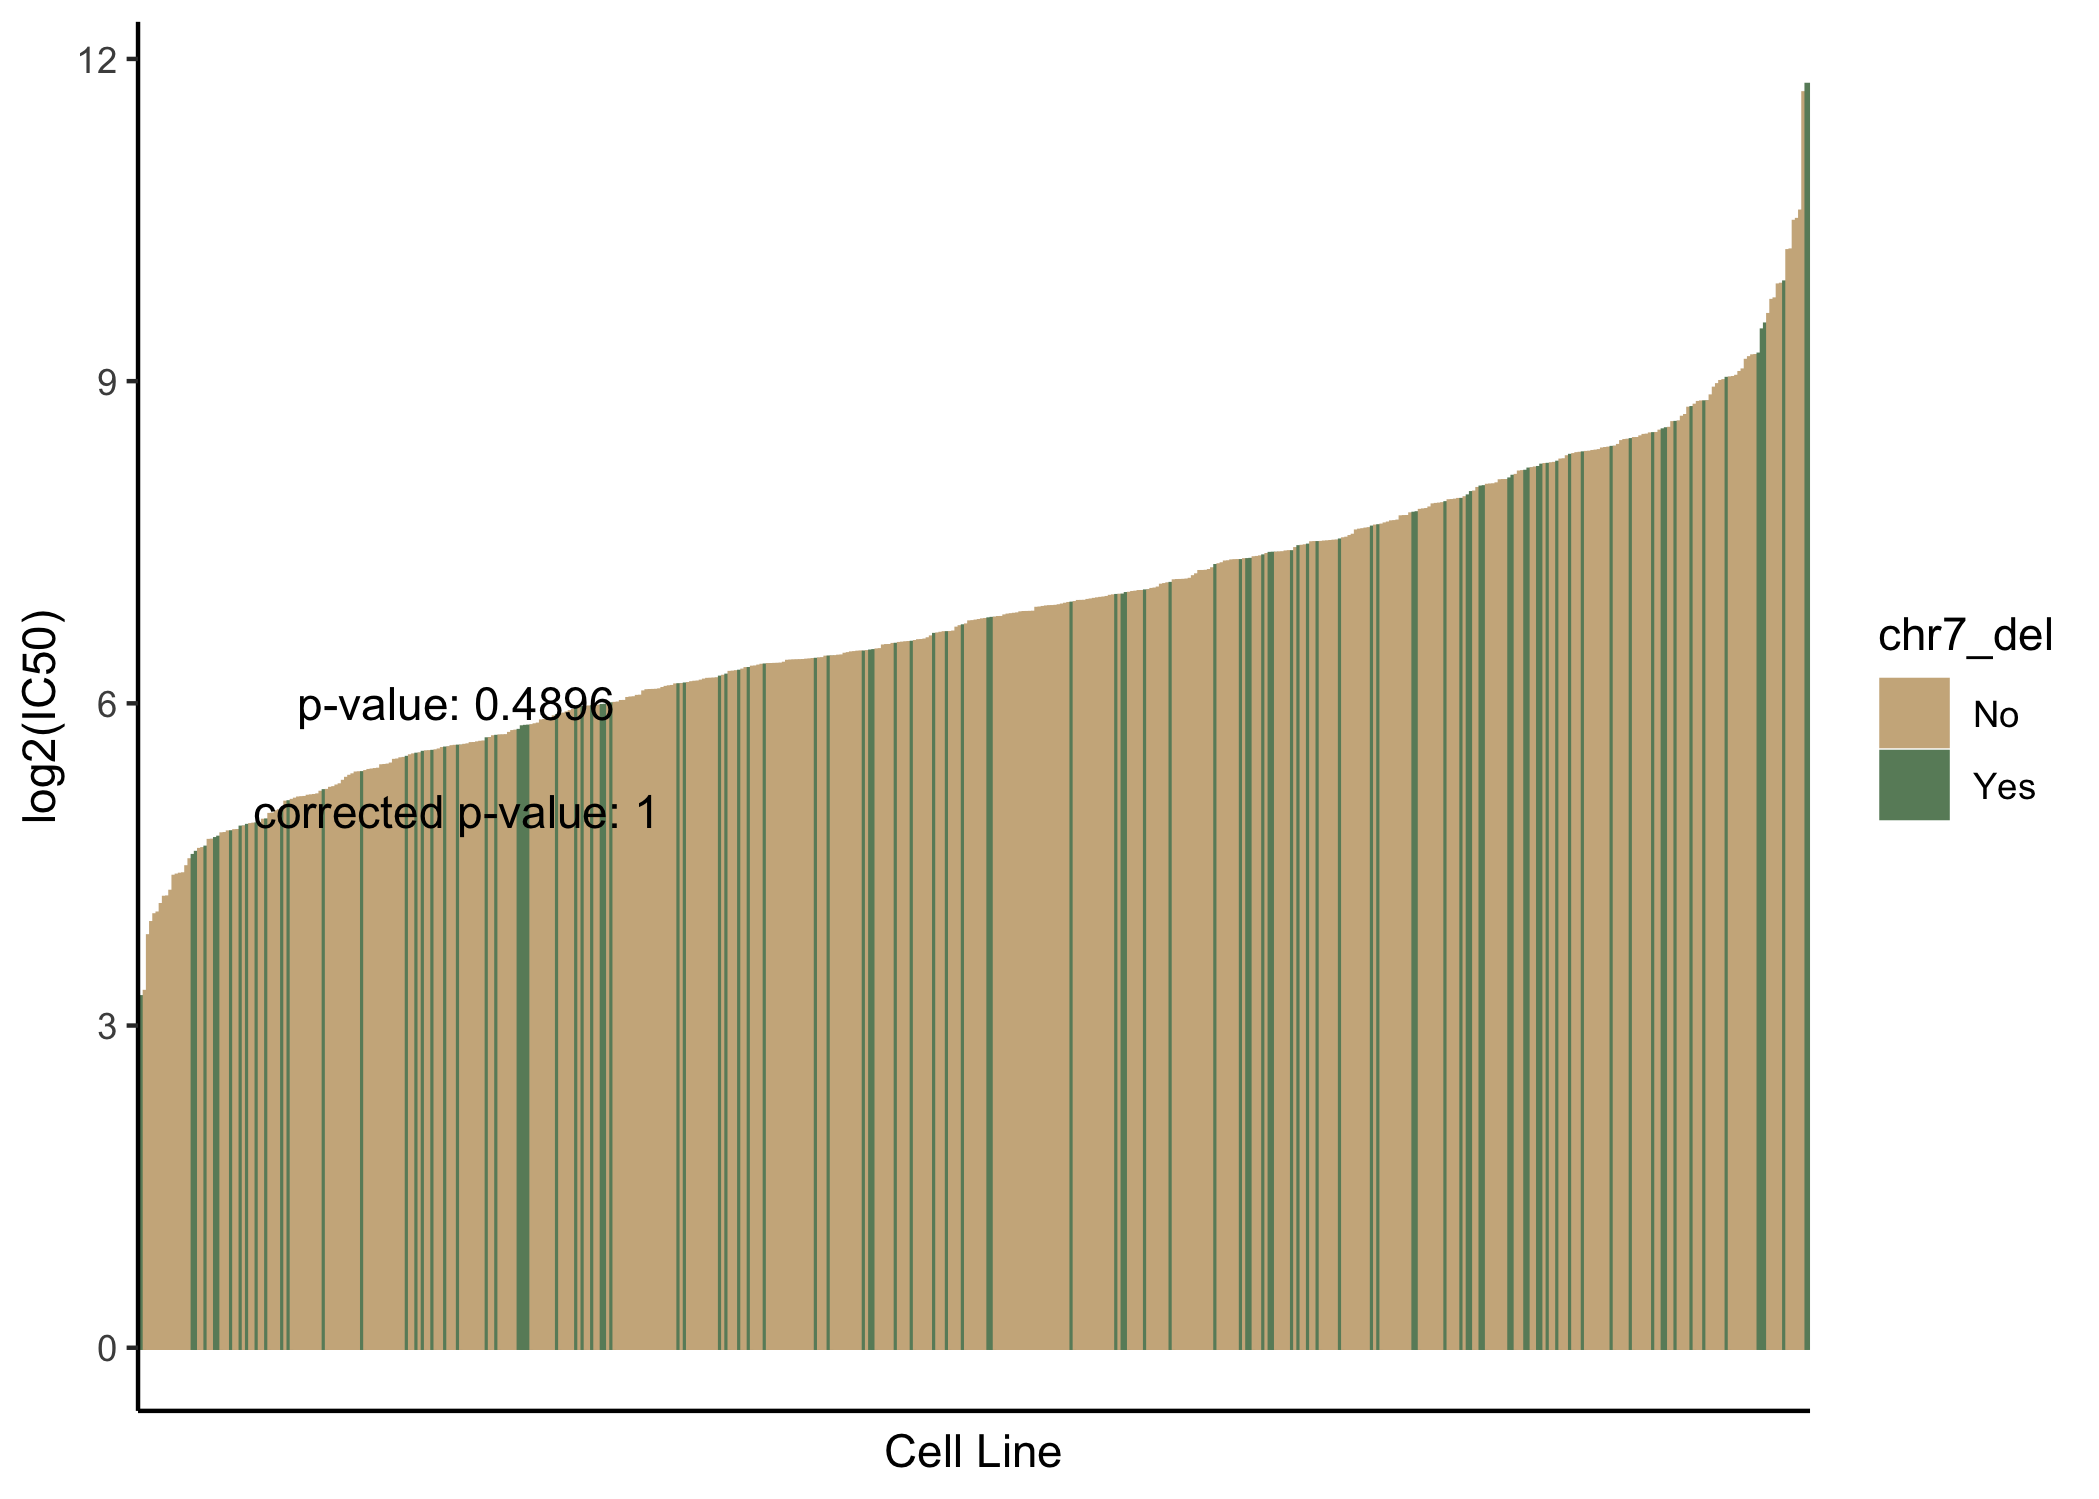 12
9
6
3
0
log2(IC50)
p-value: 0.4896
corrected p-value: 1
Cell Line
chr7_del
No
Yes